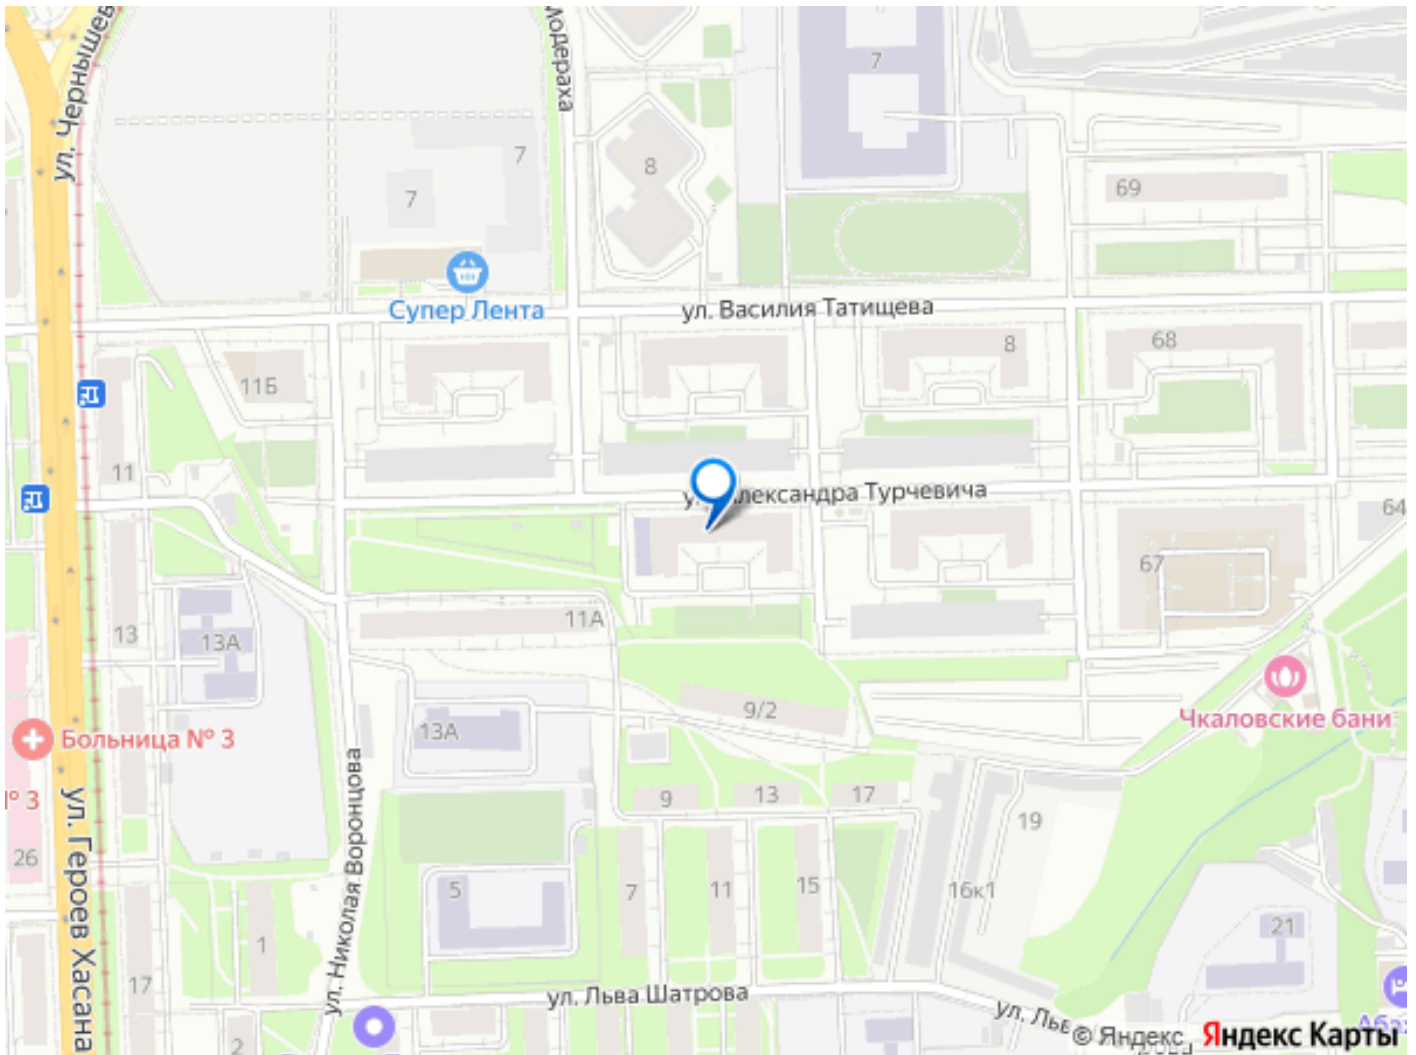 ул. Чернышев
модераха
7
8
7
7
69
Супер Лента
ул. Василия Татищева
8
68
11Б
11
ул.
лександра Турчевича
64
67
11А
13
13А
9/2
Чкаловские бани
13А
Больница № 3
№ 3
ул. Героев Хасана
ул. Николая Воронцова
9
13
17
19
26
5
7
11
15
16к1
1
21
17
ул. Льва Шатрова
ул. Льв
2
Абаз
© Яндекс
Яндекс Карты